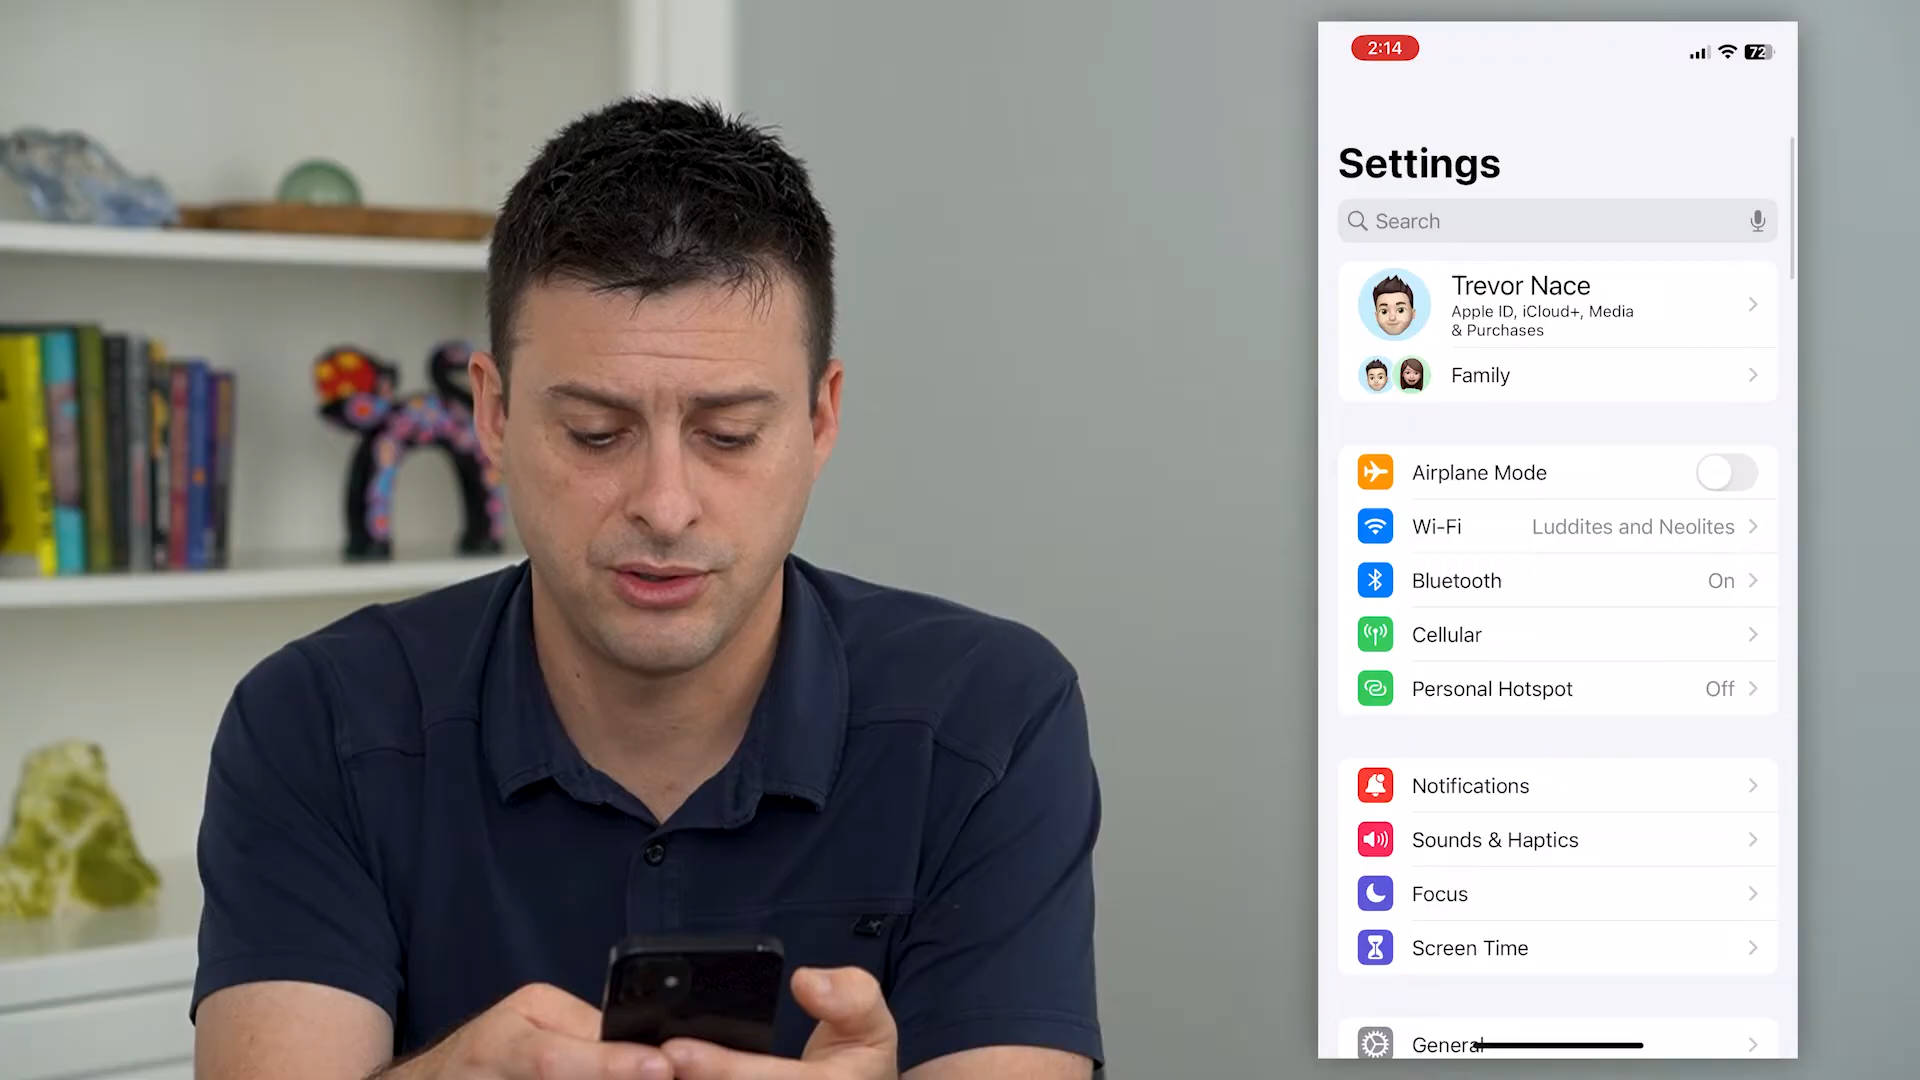 2:14
72
Settings
Search
Trevor Nace
Apple ID, iCloud+, Media
& Purchases
Family
Airplane Mode
Wi-Fi Luddites and Neolites
Bluetooth On
Cellular
Personal Hotspot Off
Notifications
Sounds & Haptics
Focus
Screen Time
General